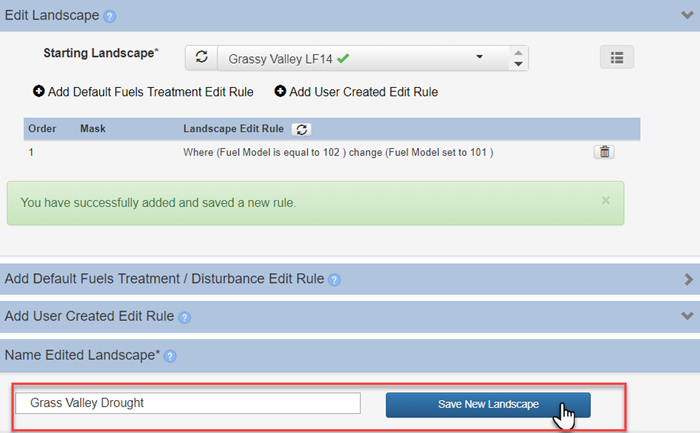 Edit Landscape ?
Starting Landscape* Grassy Valley LF14
Add Default Fuels Treatment Edit Rule Add User Created Edit Rule
Order Mask Landscape Edit Rule
1 Where (Fuel Model is equal to 102 ) change (Fuel Model set to 101 )
You have successfully added and saved a new rule. ×
Add Default Fuels Treatment / Disturbance Edit Rule ?
Add User Created Edit Rule ?
Name Edited Landscape* ?
Grass Valley Drought Save New Landscape